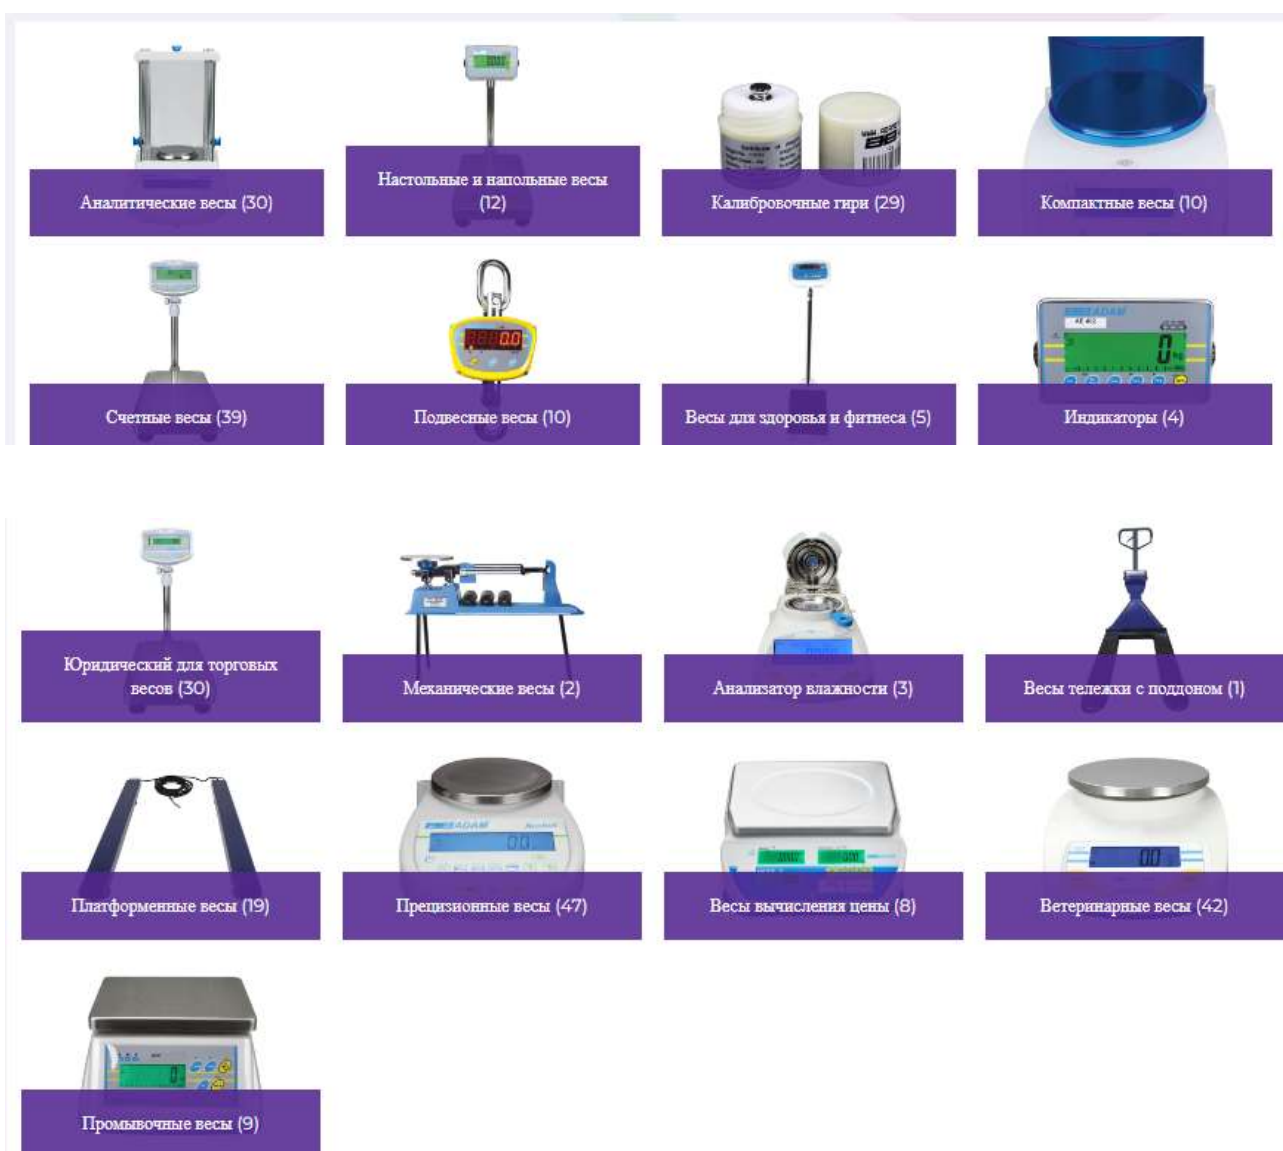 Аналитические весы (30)
Настольные и напольные весы
(12)
Калибровочные гири (29)
Компактные весы (10)
Счетные весы (39)
Подвесные весы (10)
Весы для здоровья и фитнеса (5)
ADAM
0
Индикаторы (4)
Юридический для торговых
весов (30)
Механические весы (2)
Анализатор влажности (3)
Весы тележки с поддоном (1)
Платформенные весы (19)
ADAM
Прецизионные весы (47)
Весы вычисления цены (8)
Ветеринарные весы (42)
Промывочные весы (9)